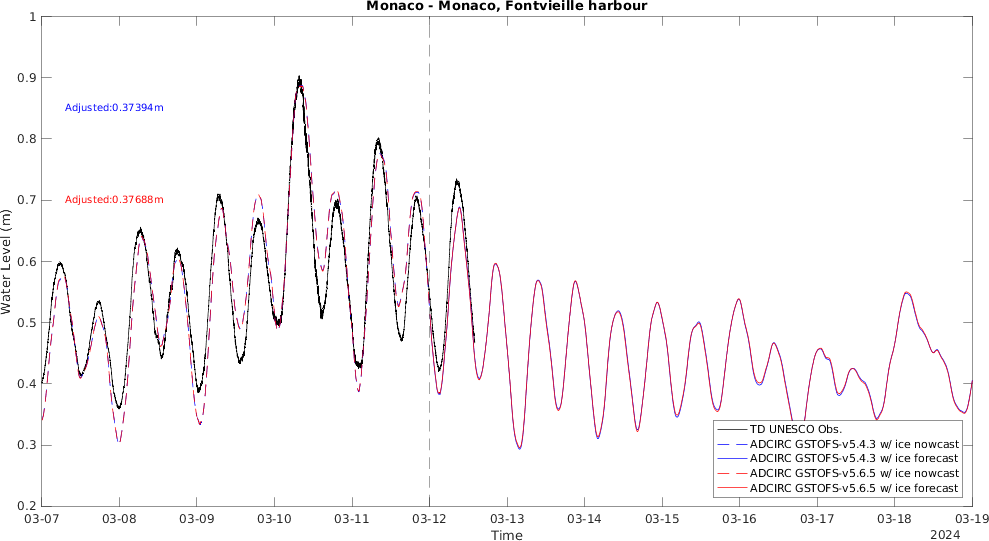 Monaco - Monaco, Fontvieille harbour
1
0.9
0.8
0.7
0.6
0.5
0.4
0.3
0.2
Water Level (m)
Adjusted:0.37394m
Adjusted:0.37688m
TD UNESCO Obs.
ADCIRC GSTOFS-v5.4.3 w/ ice nowcast
ADCIRC GSTOFS-v5.4.3 w/ ice forecast
ADCIRC GSTOFS-v5.6.5 w/ ice nowcast
ADCIRC GSTOFS-v5.6.5 w/ ice forecast
03-07 03-08 03-09 03-10 03-11 03-12 03-13 03-14 03-15 03-16 03-17 03-18 03-19
Time
2024